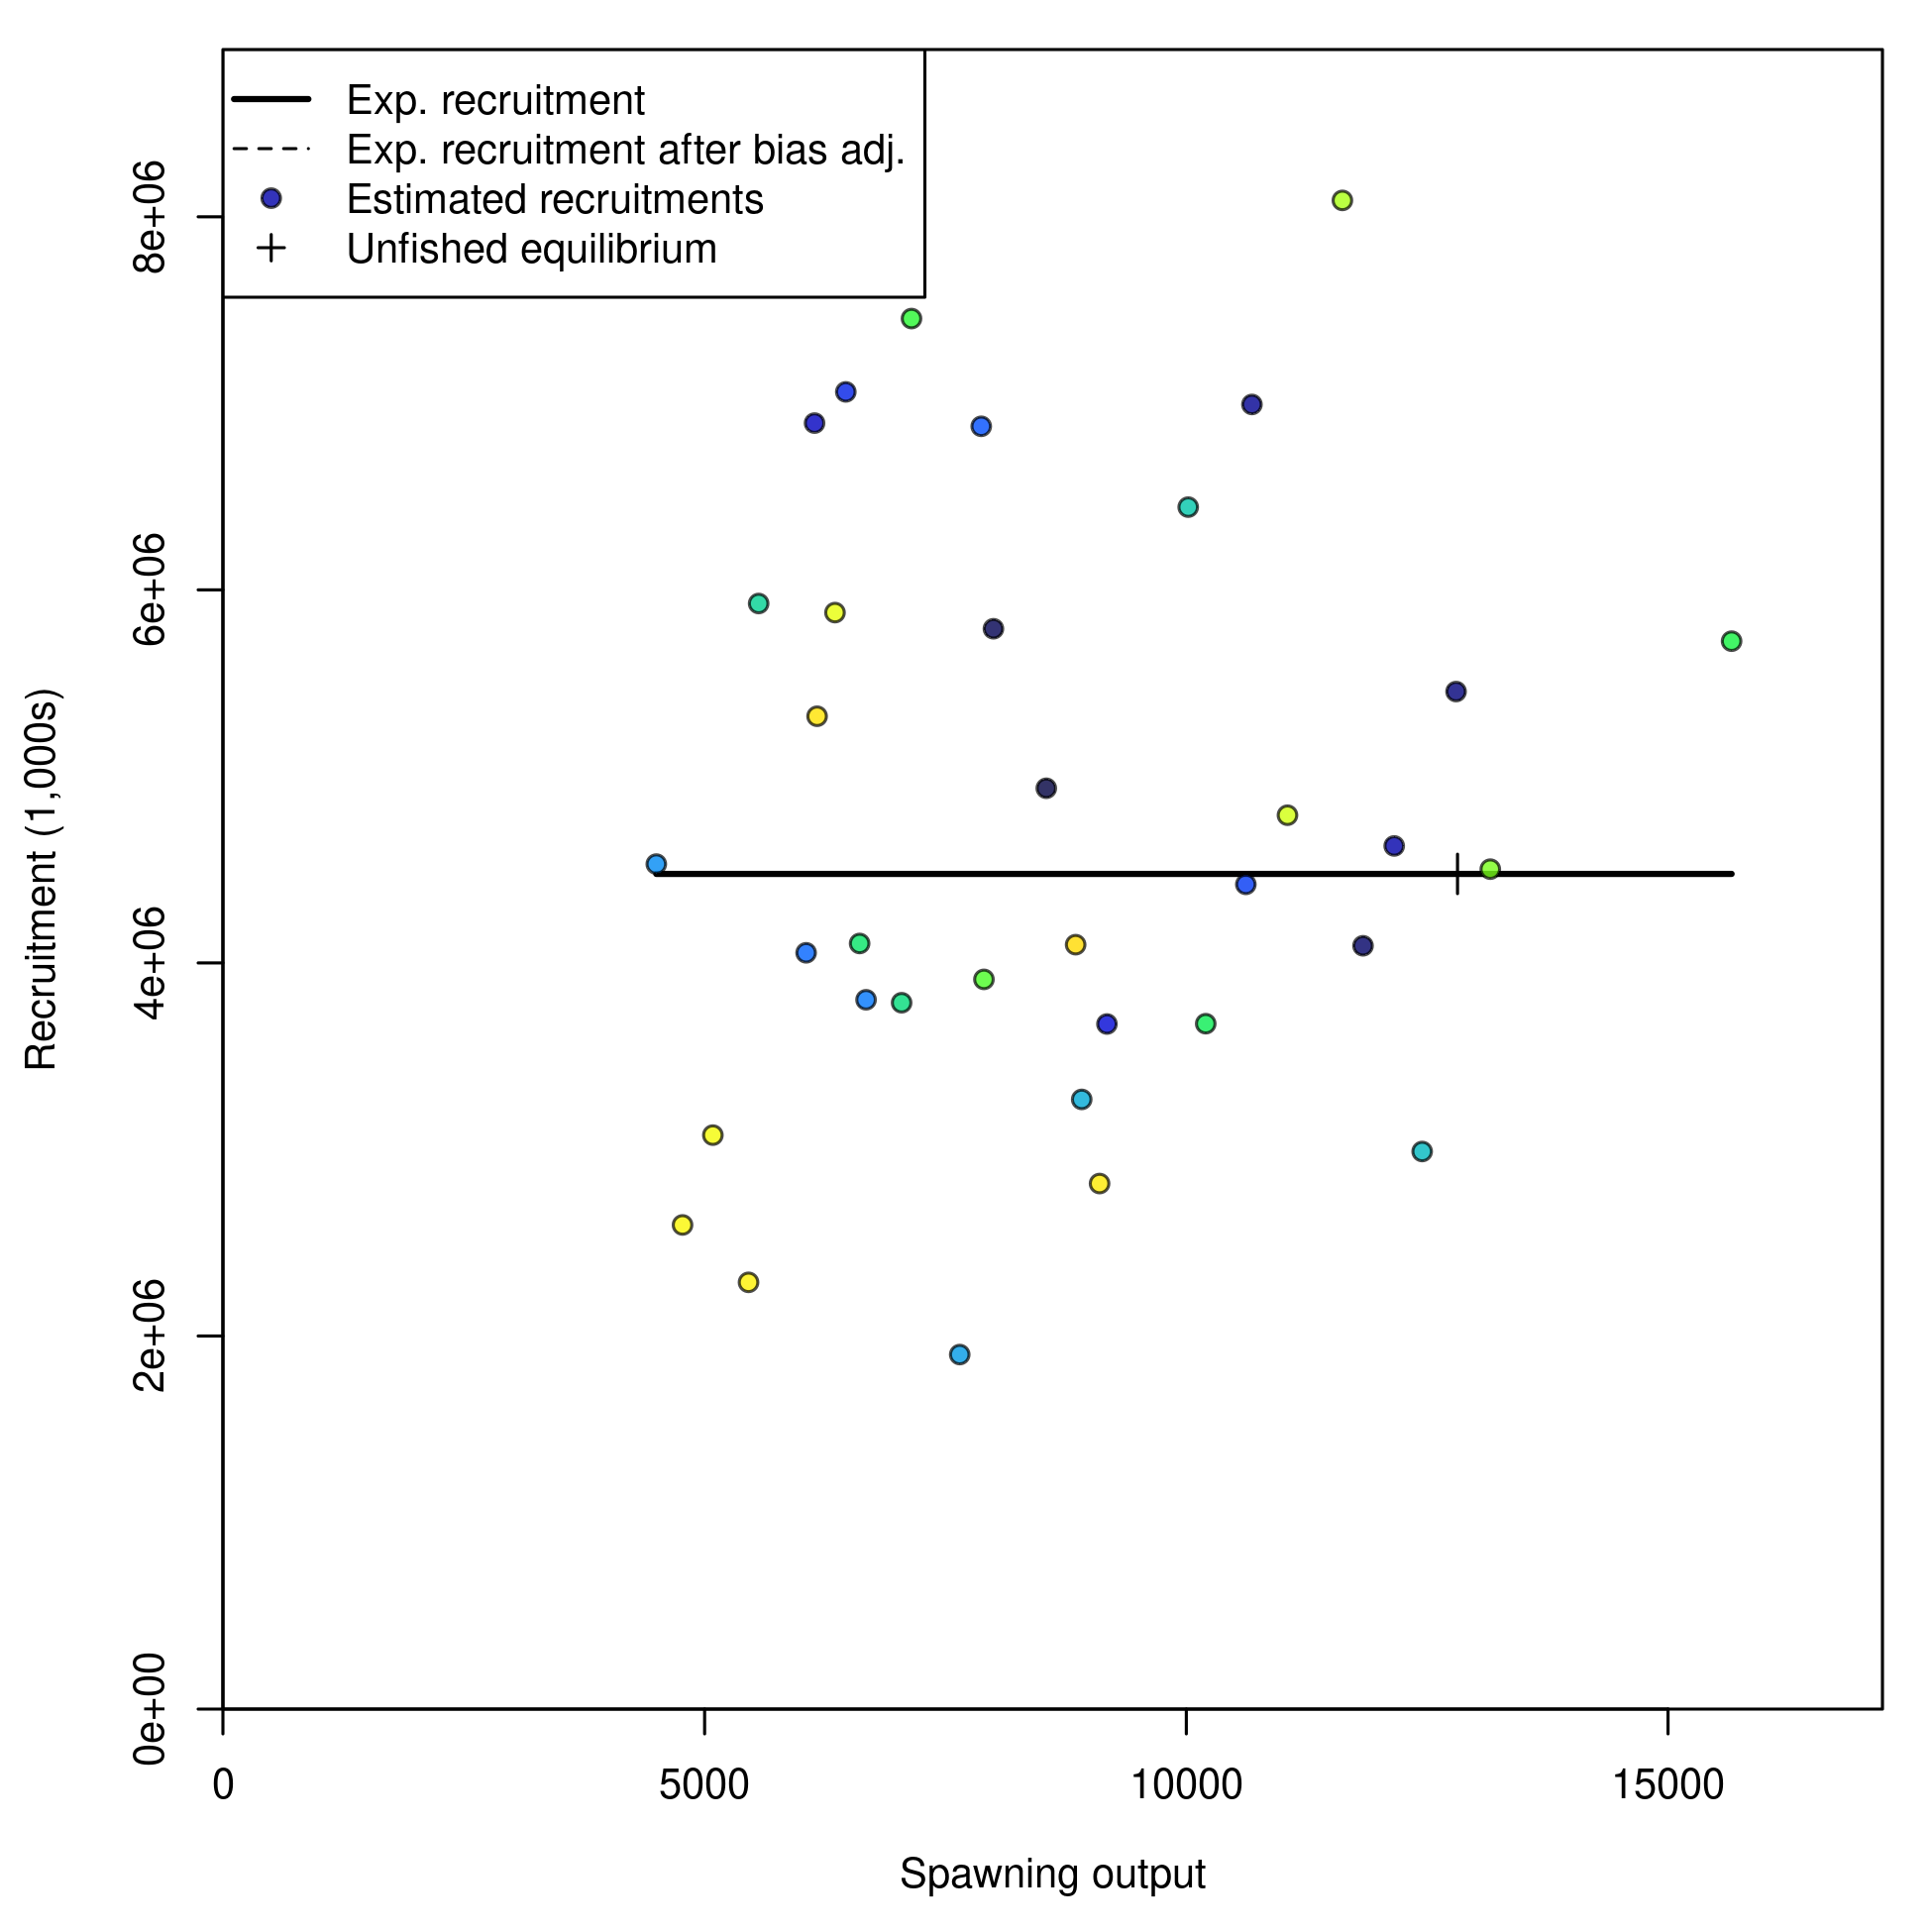 Exp. recruitment
Exp. recruitment after bias adj.
Estimated recruitments
Unfished equilibrium
8e+06
6e+06
4e+06
2e+06
0e+00
Recruitment (1,000s)
0 5000 10000 15000
Spawning output